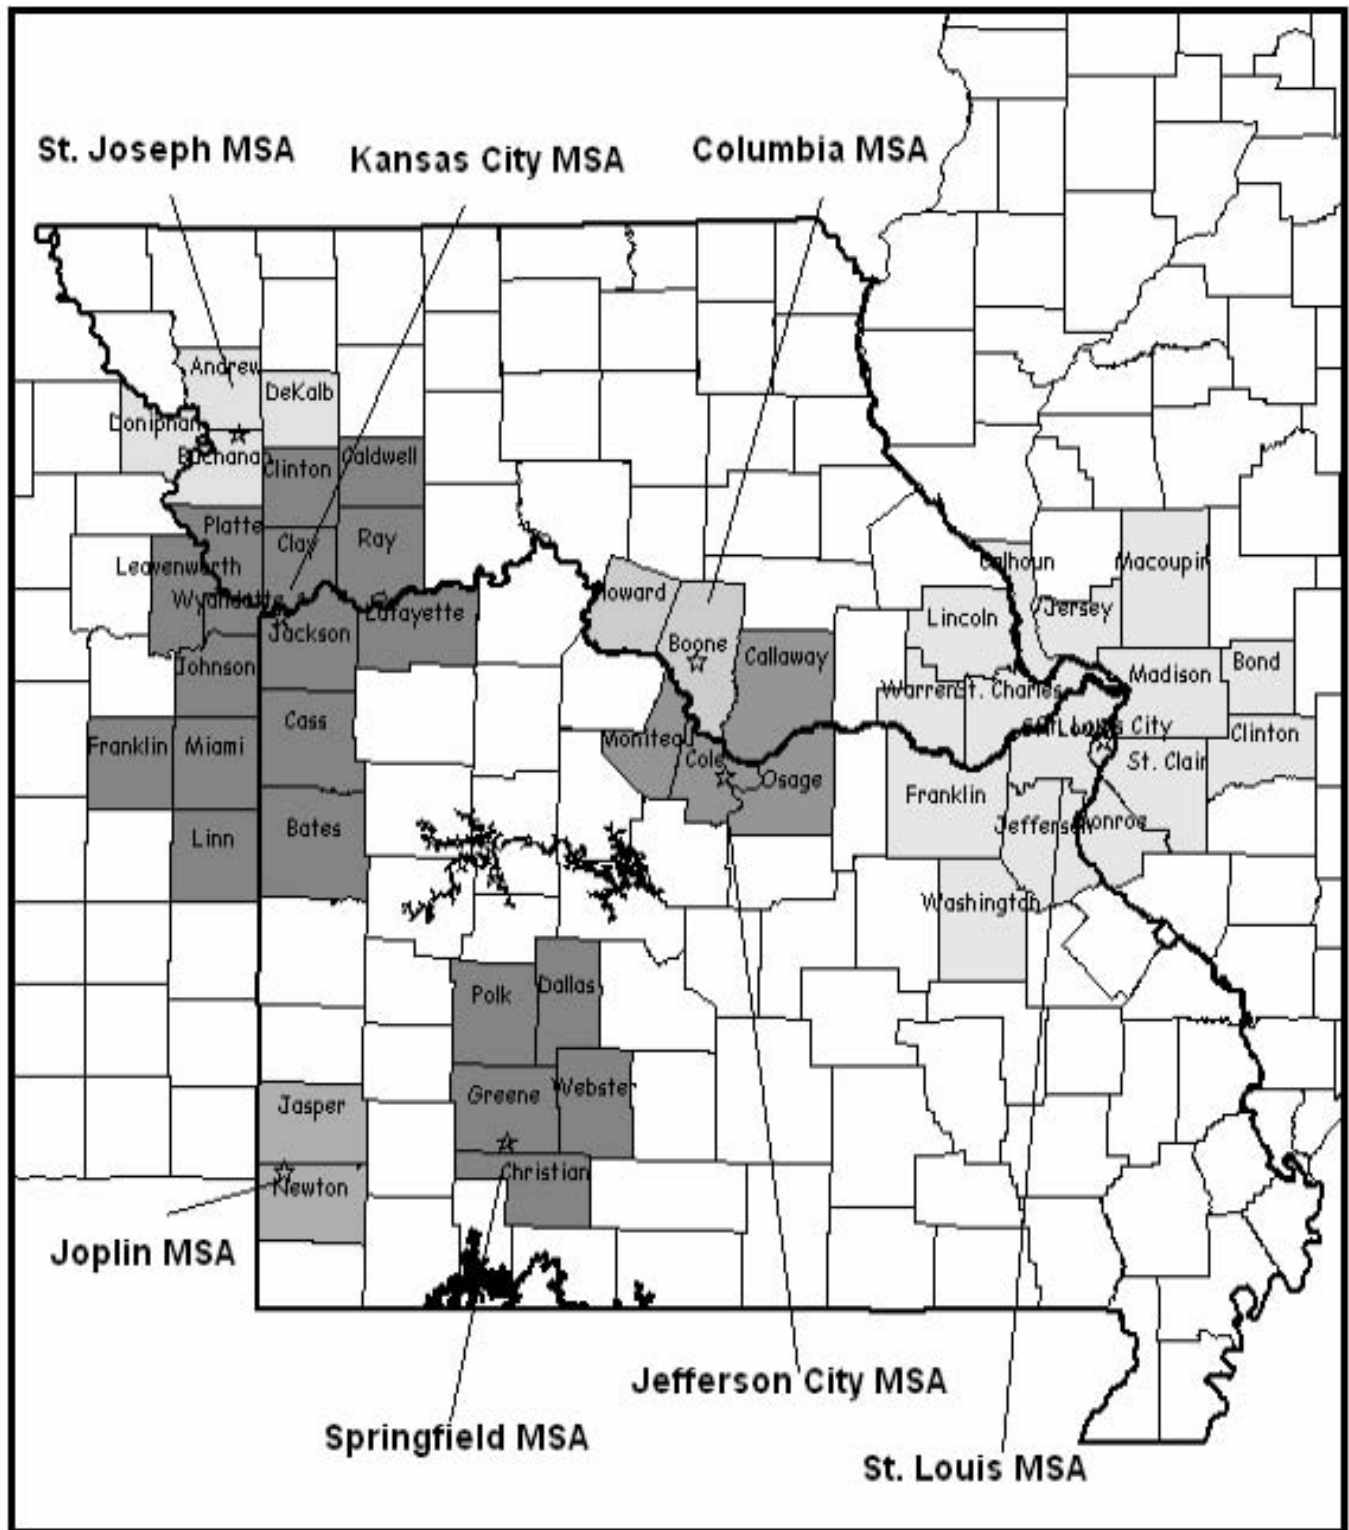 St. Joseph MSA
Kansas City MSA
Columbia MSA
Andrew
DeKalb
Doniphan
Buchanan
Clinton
Caldwell
Platte
Clay
Ray
Leavenworth
Wyandotte
Lafayette
Jackson
Johnson
Cass
Franklin
Miami
Linn
Bates
Howard
Boone
Callaway
Moniteau
Cole
Osage
Calhoun
Macoupin
Jersey
Lincoln
Bond
Madison
Warren
St. Charles
City
Clinton
St. Clair
Franklin
Jefferson
Monroe
Washington
Polk
Dallas
Greene
Webster
Christian
Jasper
Newton
Joplin MSA
Jefferson City MSA
Springfield MSA
St. Louis MSA